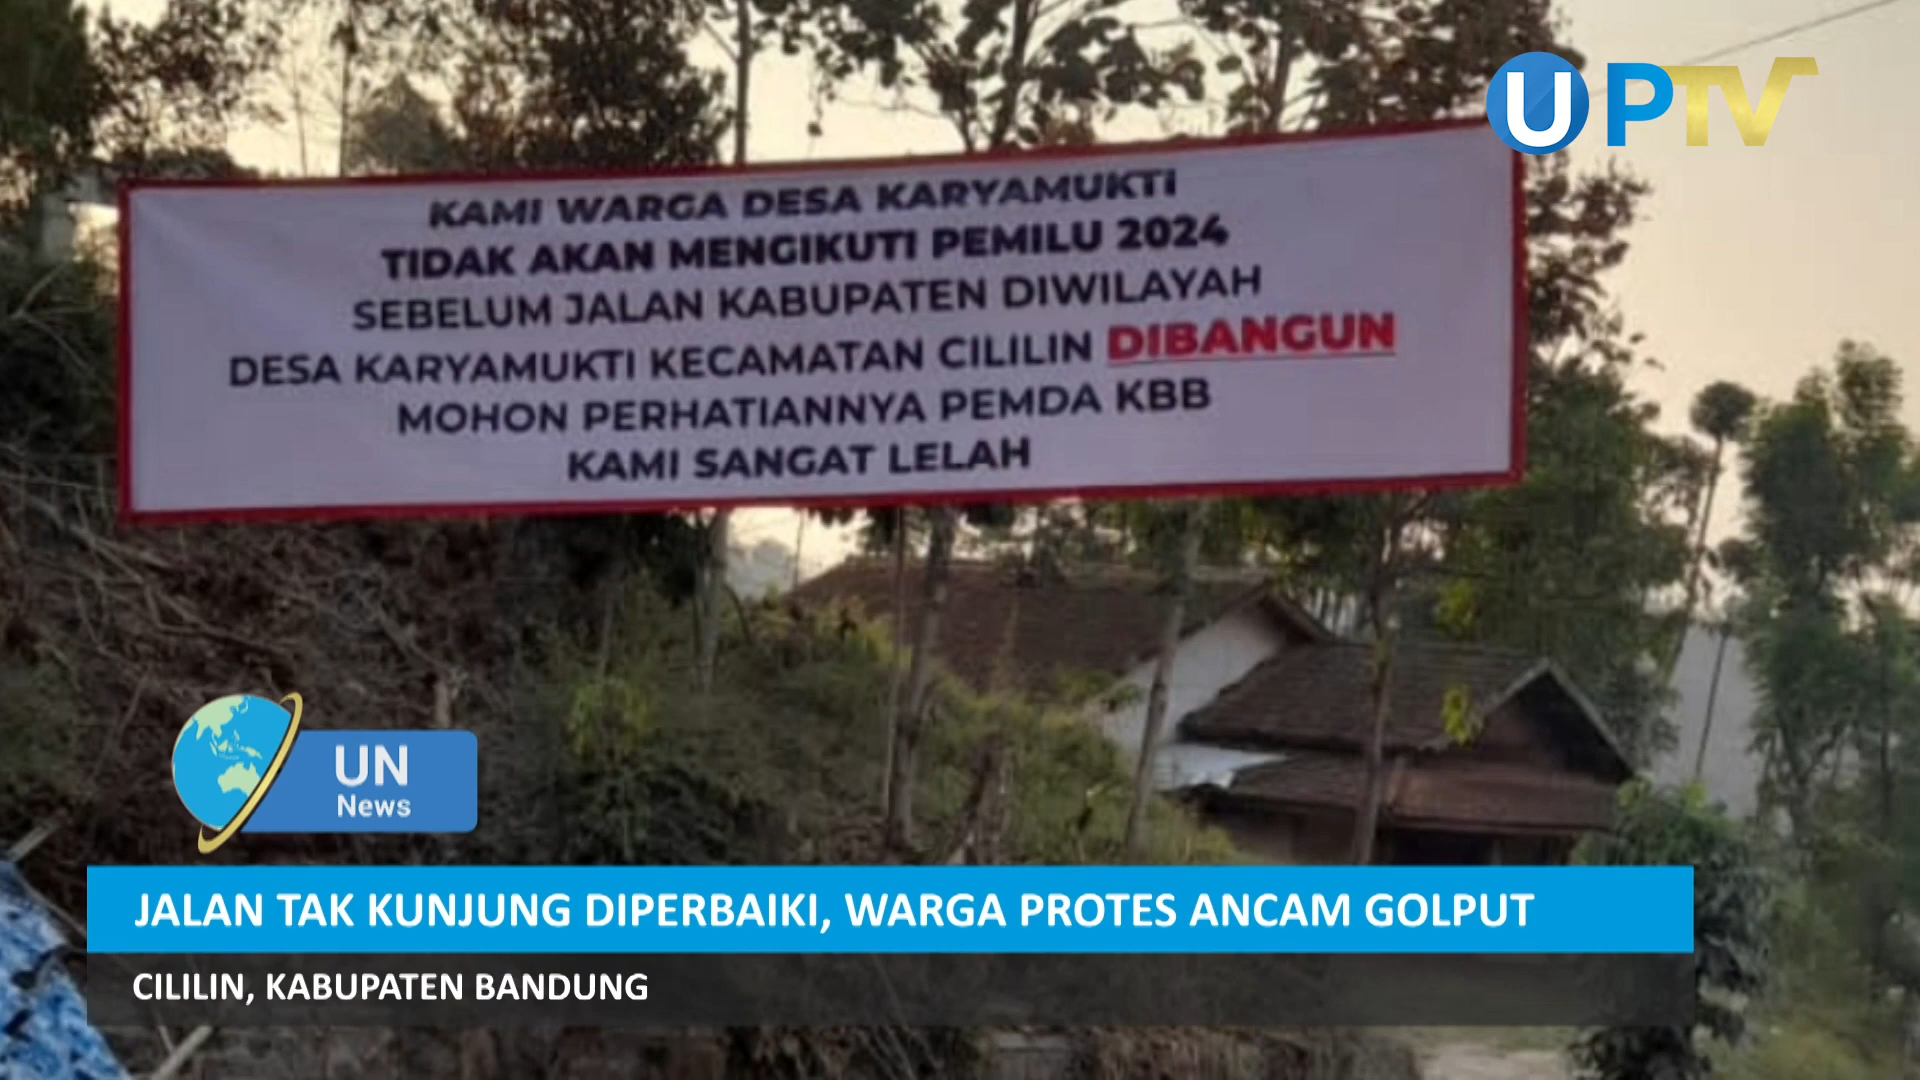 UPTV
KAMI WARGA DESA KARYAMUKTI
TIDAK AKAN MENGIKUTI PEMILU 2024
SEBELUM JALAN KABUPATEN DIWILAYAH
DESA KARYAMUKTI KECAMATAN CILILIN DIBANGUN
MOHON PERHATIANNYA PEMDA KBB
KAMI SANGAT LELAH
UN
News
JALAN TAK KUNJUNG DIPERBAIKI, WARGA PROTES ANCAM GOLPUT
CILILIN, KABUPATEN BANDUNG